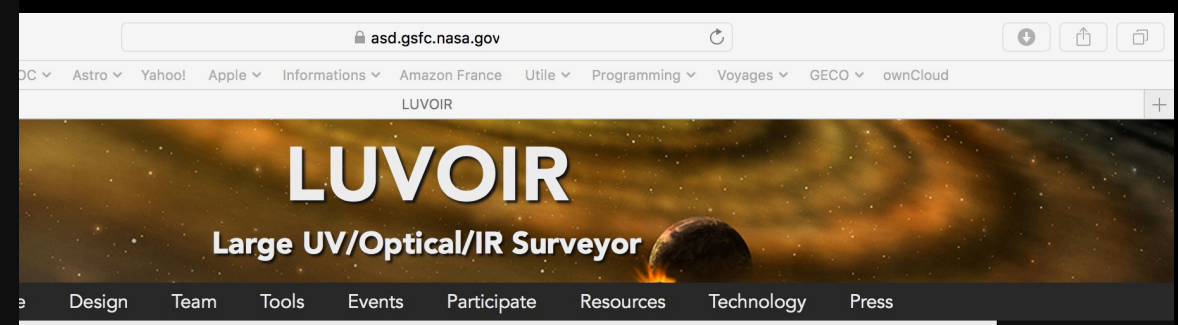 asd.gsfc.nasa.gov
Astro Yahoo! Apple Informations Amazon France Utile Programming Voyages GECO ownCloud
LUVOIR
LUVOIR
Large UV/Optical/IR Surveyor
Design Team Tools Events Participate Resources Technology Press